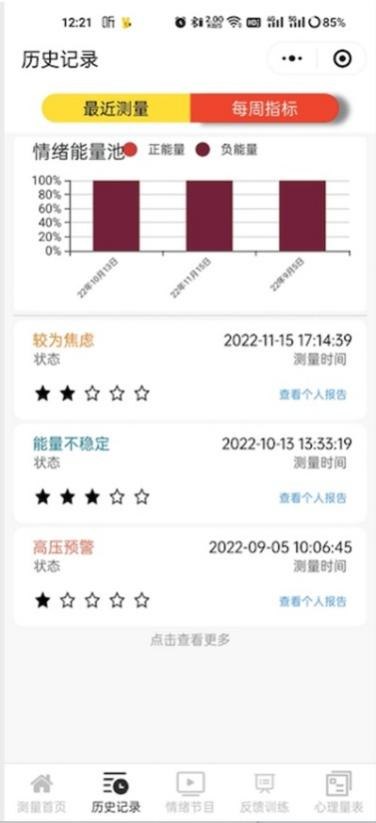 12:21 听 2.00 KB/S HD 5G 5G 85%
历史记录
最近测量 每周指标
情绪能量池 正能量 负能量
100%
80%
60%
40%
20%
0%
22年10月13日 22年11月15日 22年9月5日
较为焦虑 2022-11-15 17:14:39
状态 测量时间
查看个人报告
能量不稳定 2022-10-13 13:33:19
状态 测量时间
查看个人报告
高压预警 2022-09-05 10:06:45
状态 测量时间
查看个人报告
点击查看更多
测量首页 历史记录 情绪节目 反馈训练 心理量表